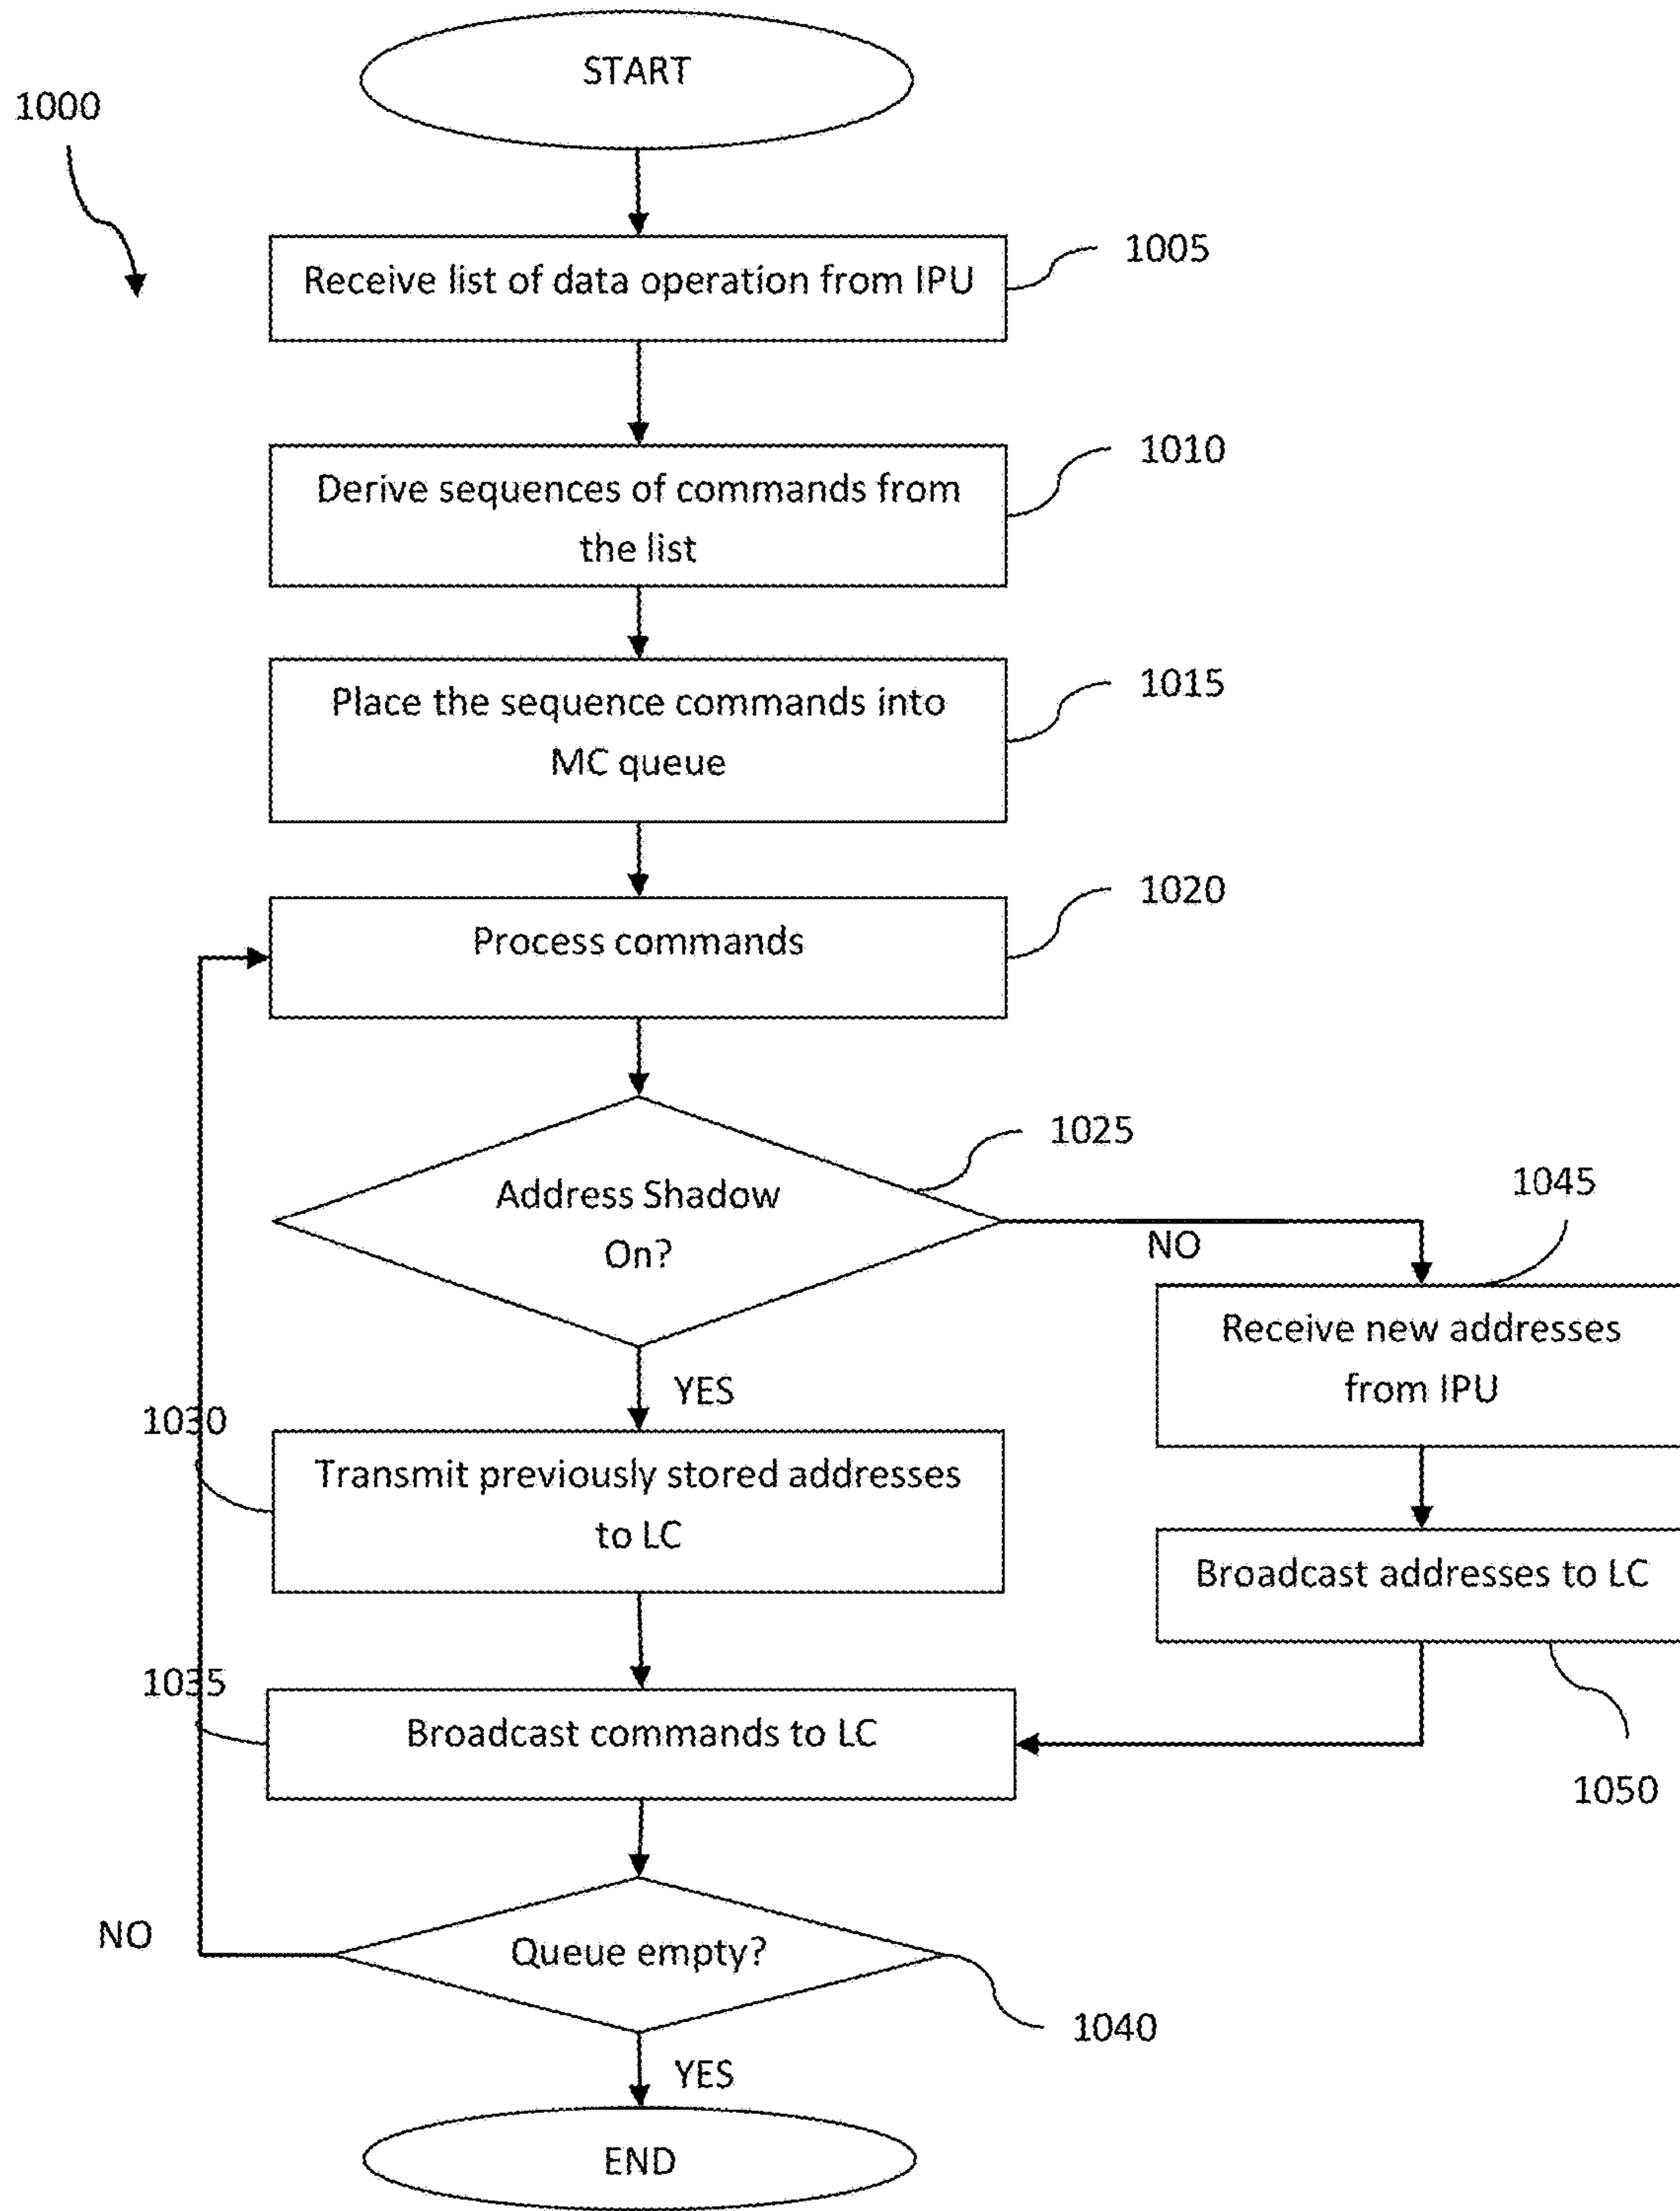 START
1000
Receive list of data operation from IPU
1005
Derive sequences of commands from
the list
1010
Place the sequence commands into
MC queue
1015
Process commands
1020
Address Shadow
On?
1025
NO
1045
Receive new addresses
from IPU
YES
1030
Transmit previously stored addresses
to LC
Broadcast addresses to LC
1035
Broadcast commands to LC
1050
NO
Queue empty?
1040
YES
END